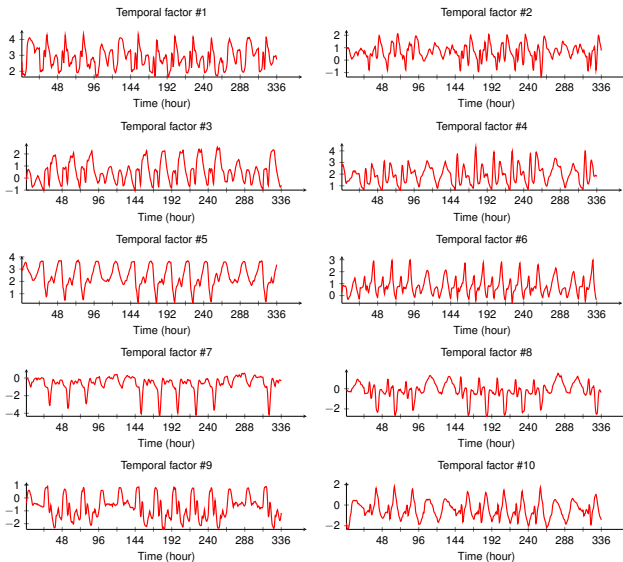 Temporal factor #1
4
3
2
48 96 144 192 240 288 336
Time (hour)
Temporal factor #2
2
1
0
−1
48 96 144 192 240 288 336
Time (hour)
Temporal factor #3
2
1
0
−1
48 96 144 192 240 288 336
Time (hour)
Temporal factor #4
4
3
2
1
48 96 144 192 240 288 336
Time (hour)
Temporal factor #5
4
3
2
1
48 96 144 192 240 288 336
Time (hour)
Temporal factor #6
3
2
1
0
48 96 144 192 240 288 336
Time (hour)
Temporal factor #7
0
−2
−4
48 96 144 192 240 288 336
Time (hour)
Temporal factor #8
0
−2
48 96 144 192 240 288 336
Time (hour)
Temporal factor #9
1
0
−1
−2
48 96 144 192 240 288 336
Time (hour)
Temporal factor #10
2
0
−2
48 96 144 192 240 288 336
Time (hour)